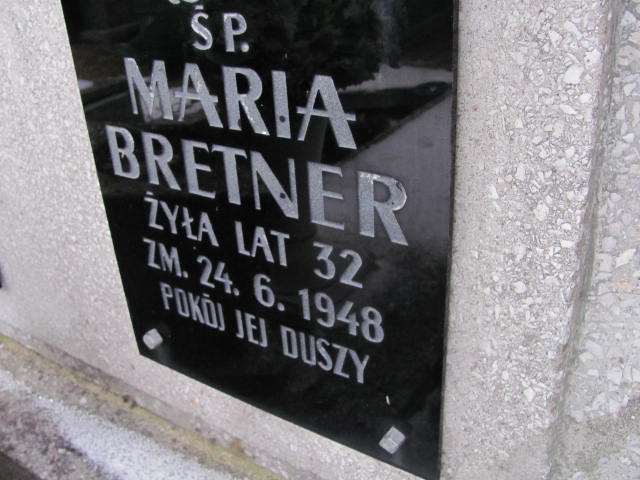 ŚP.
MARIA
BRETNER
ŻYŁA LAT 32
ZM. 24. 6. 1948
POKÓJ JEJ DUSZY